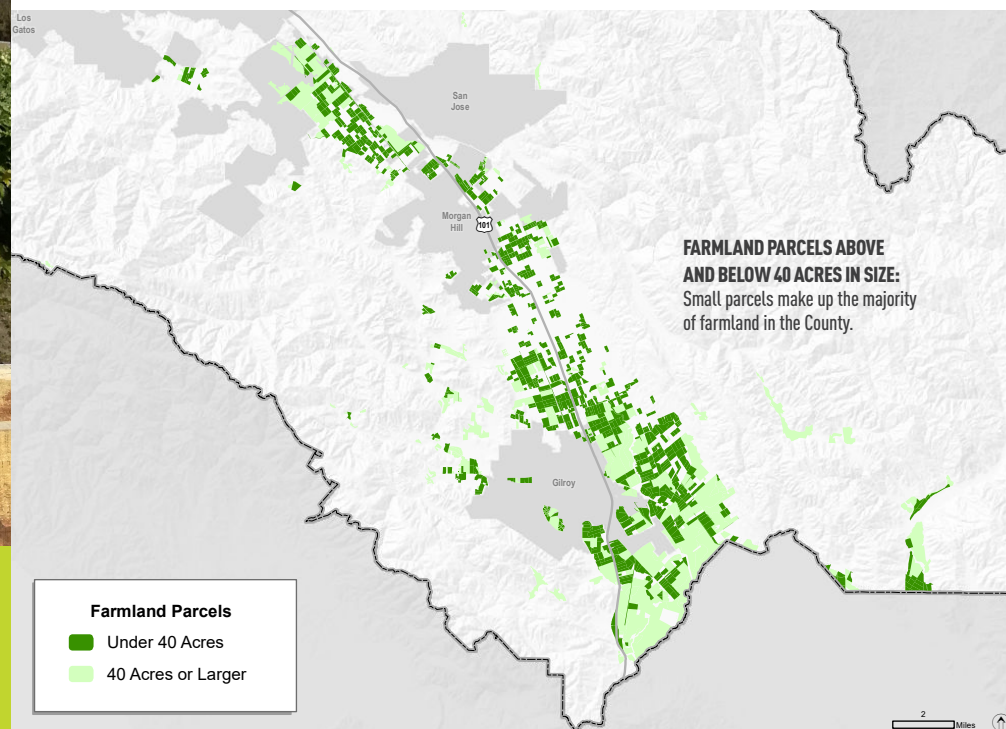 Los
Gatos
San
Jose
Morgan
Hill
101
FARMLAND PARCELS ABOVE
AND BELOW 40 ACRES IN SIZE:
Small parcels make up the majority
of farmland in the County.
Gilroy
Farmland Parcels
Under 40 Acres
40 Acres or Larger
2
Miles